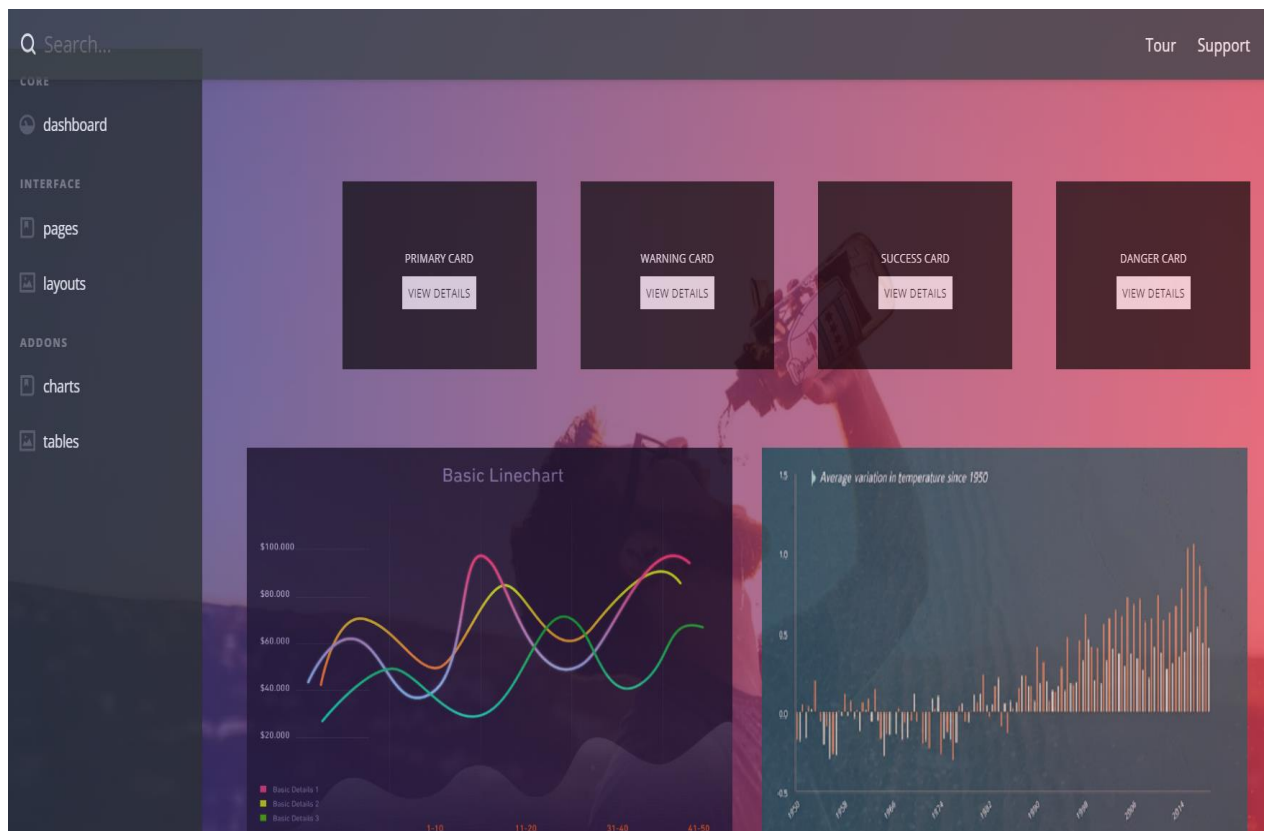 Search...
Tour Support
CORE
dashboard
INTERFACE
pages
layouts
ADDONS
charts
tables
PRIMARY CARD
VIEW DETAILS
WARNING CARD
VIEW DETAILS
SUCCESS CARD
VIEW DETAILS
DANGER CARD
VIEW DETAILS
Basic Linechart
$100.000
$80.000
$60.000
$40.000
$20.000
Basic Details 1
Basic Details 2
Basic Details 3
1-10 11-20 31-40 41-50
Average variation in temperature since 1950
1.5
1.0
0.5
0.0
-0.5
1950 1958 1966 1974 1982 1990 1998 2006 2014